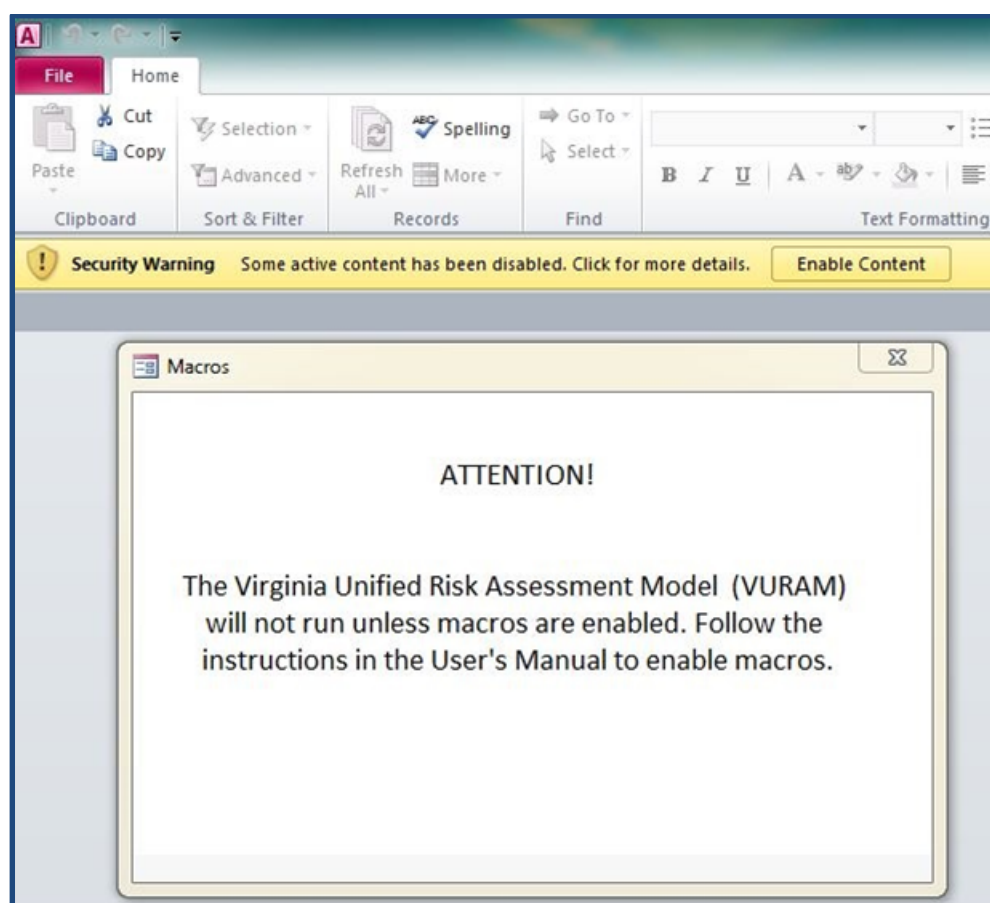 A
File Home
Cut
Copy
Paste
Clipboard
Selection
Advanced
Sort & Filter
Refresh
All
ABC
Spelling
More
Records
Go To
Select
Find
B I U A ab
Text Formatting
! Security Warning Some active content has been disabled. Click for more details. Enable Content
Macros
ATTENTION!
The Virginia Unified Risk Assessment Model (VURAM)
will not run unless macros are enabled. Follow the
instructions in the User's Manual to enable macros.